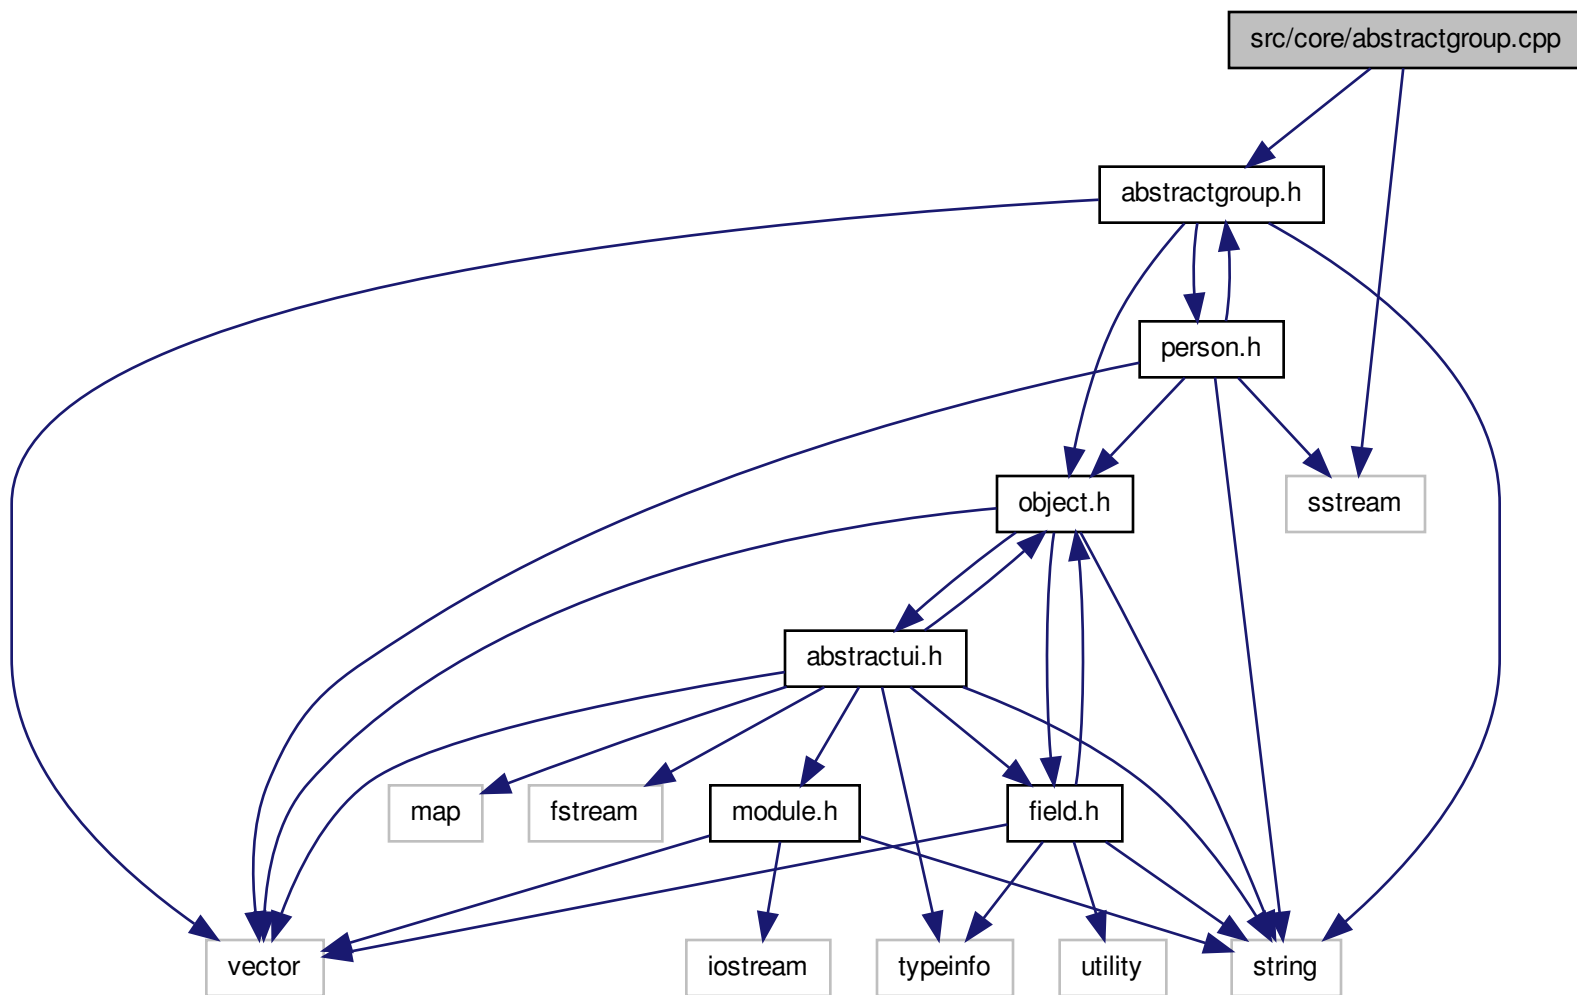 src/core/abstractgroup.cpp
abstractgroup.h
person.h
object.h
sstream
abstractui.h
map
fstream
module.h
field.h
vector
iostream
typeinfo
utility
string